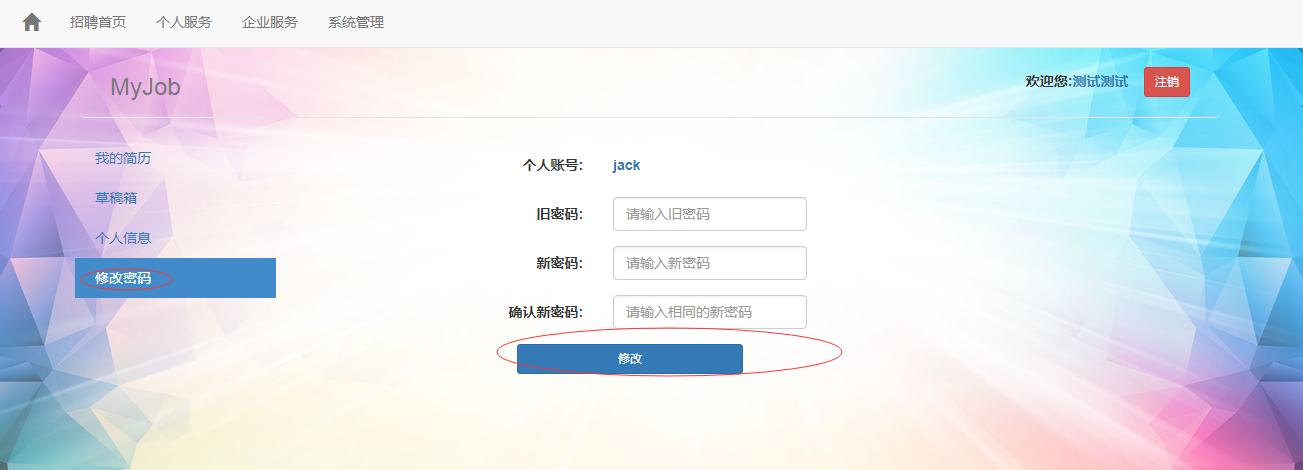 招聘首页 个人服务 企业服务 系统管理
MyJob 欢迎您:测试测试 注销
我的简历
草稿箱
个人信息
修改密码
个人账号: jack
旧密码: 请输入旧密码
新密码: 请输入新密码
确认新密码: 请输入相同的新密码
修改